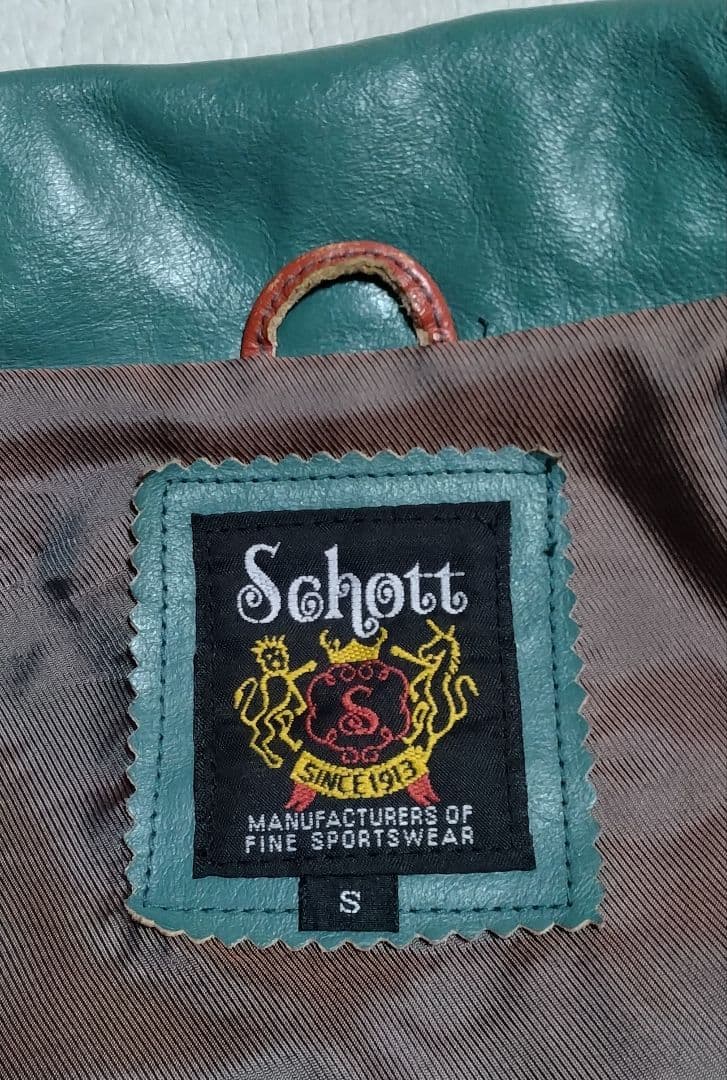 Schott
S
SINCE 1913
MANUFACTURERS OF
FINE SPORTSWEAR
S